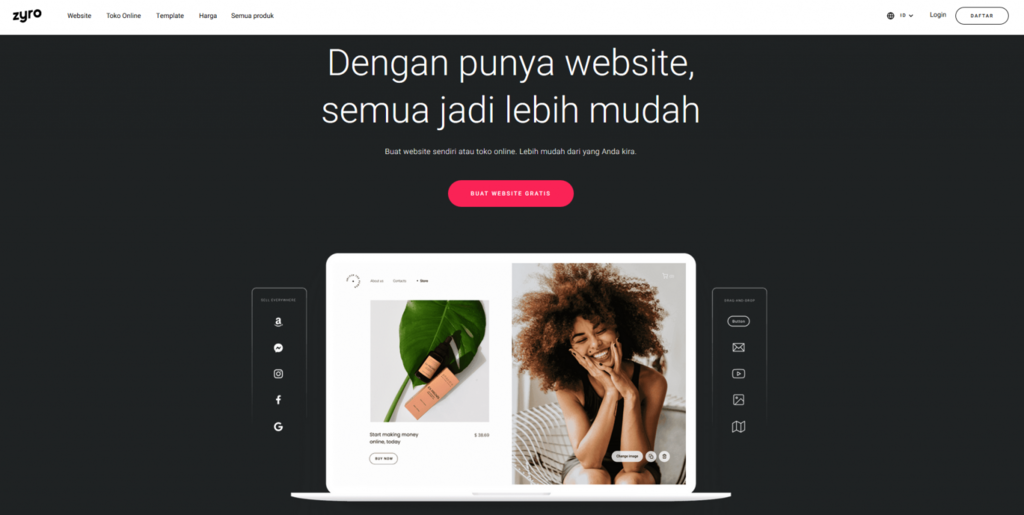 zyro
Website Toko Online Template Harga Semua produk
ID
Login
DAFTAR
Dengan punya website,
semua jadi lebih mudah
Buat website sendiri atau toko online. Lebih mudah dari yang Anda kira.
BUAT WEBSITE GRATIS
SELL EVERYWHERE
About us Contacts Store
Start making money
online, today
BUY NOW
Change image
DRAG AND DROP
Button